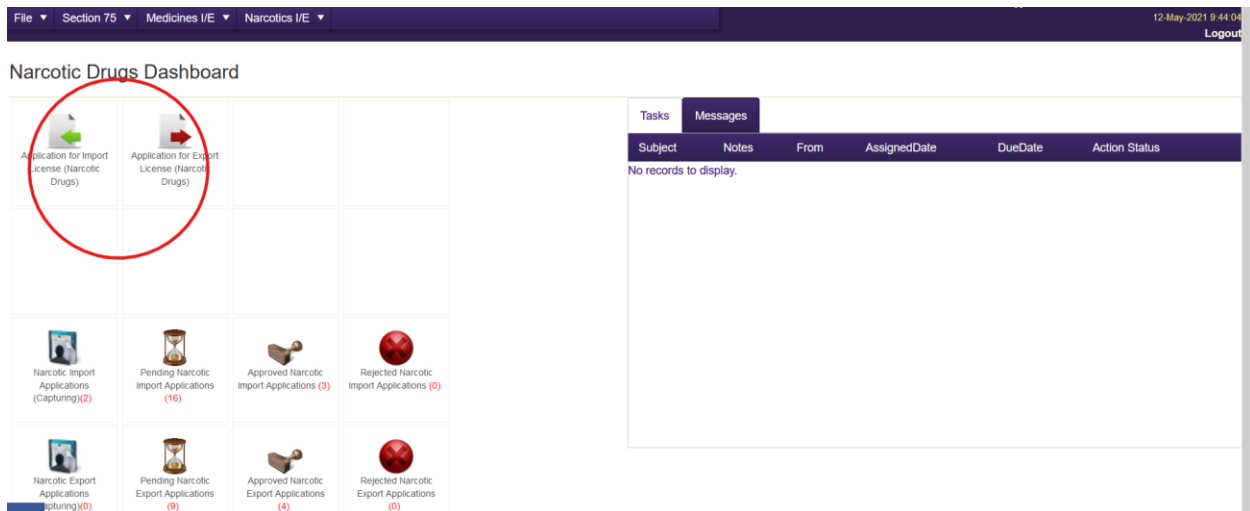 File ▼ Section 75 ▼ Medicines I/E ▼ Narcotics I/E ▼
12-May-2021 9:44:04
Logout
Narcotic Drugs Dashboard
Application for Import
License (Narcotic
Drugs)
Application for Export
License (Narcotic
Drugs)
Tasks Messages
Subject Notes From AssignedDate DueDate Action Status
No records to display.
Narcotic Import
Applications
(Capturing)(2)
Pending Narcotic
Import Applications
(16)
Approved Narcotic
Import Applications (3)
Rejected Narcotic
Import Applications (0)
Narcotic Export
Applications
apturing)(0)
Pending Narcotic
Export Applications
(9)
Approved Narcotic
Export Applications
(4)
Rejected Narcotic
Export Applications
(0)